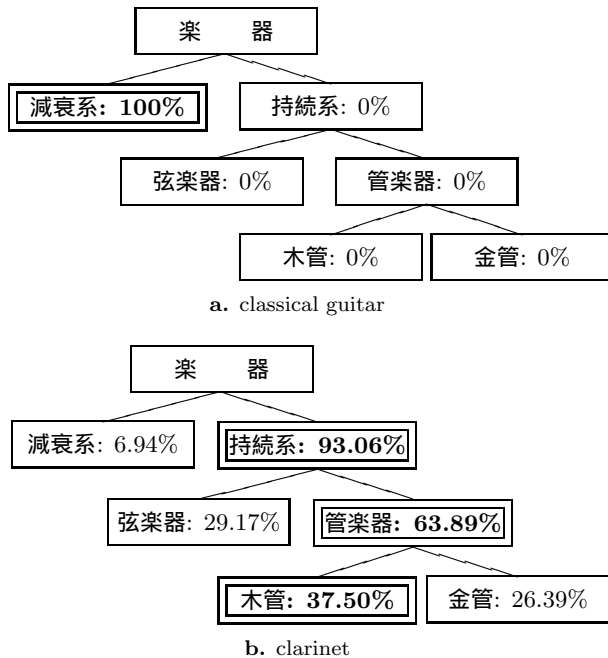 楽 器
減衰系: 100% 持続系: 0%
弦楽器: 0% 管楽器: 0%
木管: 0% 金管: 0%
a. classical guitar
楽 器
減衰系: 6.94% 持続系: 93.06%
弦楽器: 29.17% 管楽器: 63.89%
木管: 37.50% 金管: 26.39%
b. clarinet